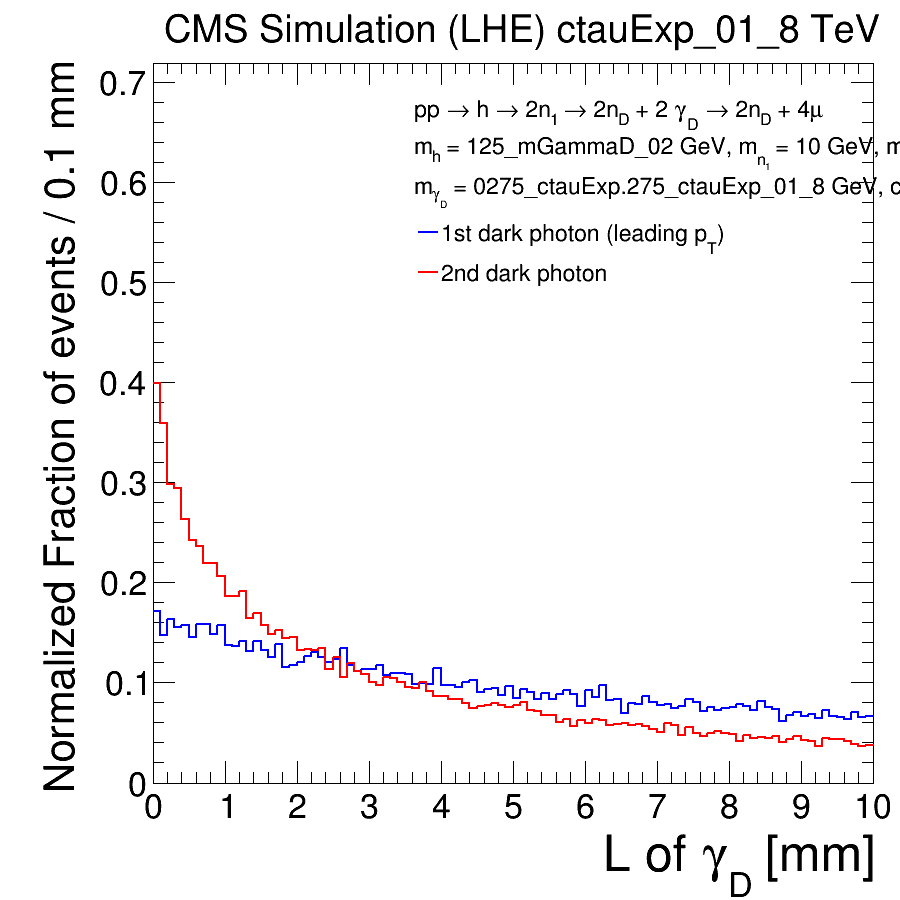 CMS Simulation (LHE) ctauExp_01_8 TeV
pp → h → 2n1 → 2nD + 2 γD → 2nD + 4μ
mh = 125_mGammaD_02 GeV, mn1 = 10 GeV, m
mγD = 0275_ctauExp.275_ctauExp_01_8 GeV, c
1st dark photon (leading pT)
2nd dark photon
Normalized Fraction of events / 0.1 mm
0.7
0.6
0.5
0.4
0.3
0.2
0.1
0
0 1 2 3 4 5 6 7 8 9 10
L of γD [mm]